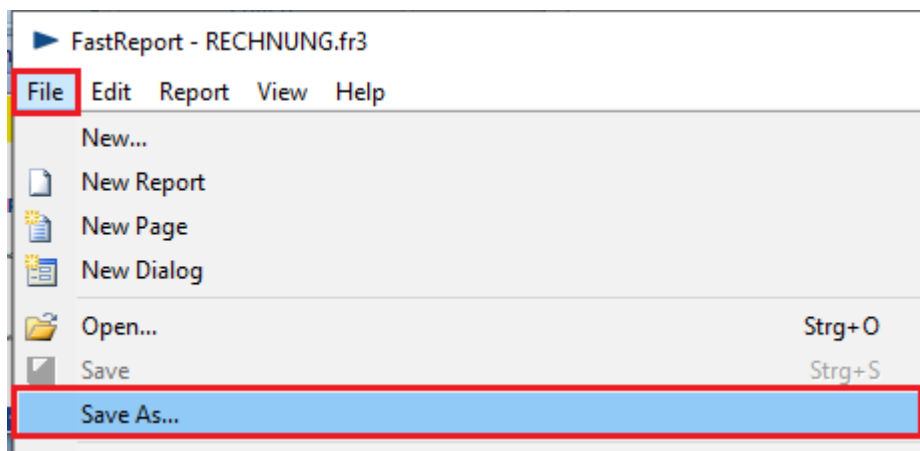 FastReport - RECHNUNG.fr3
File Edit Report View Help
New...
New Report
New Page
New Dialog
Open... Strg+O
Save Strg+S
Save As...